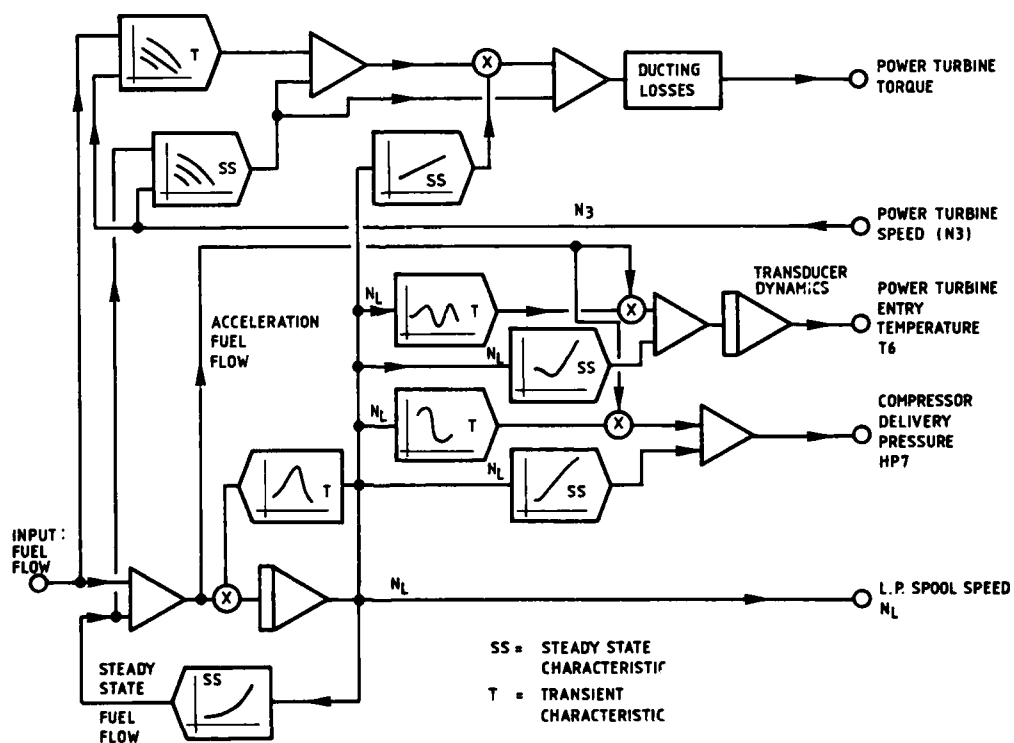 T
DUCTING
LOSSES
POWER TURBINE
TORQUE
SS
SS
N3
POWER TURBINE
SPEED (N3)
TRANSDUCER
DYNAMICS
ACCELERATION
FUEL
FLOW
NL
T
X
POWER TURBINE
ENTRY
TEMPERATURE
T6
NL
SS
NL
T
X
COMPRESSOR
DELIVERY
PRESSURE
HP7
NL
SS
T
INPUT:
FUEL
FLOW
X
NL
L.P. SPOOL SPEED
NL
STEADY
STATE
FUEL
FLOW
SS
SS = STEADY STATE
CHARACTERISTIC
T = TRANSIENT
CHARACTERISTIC
X